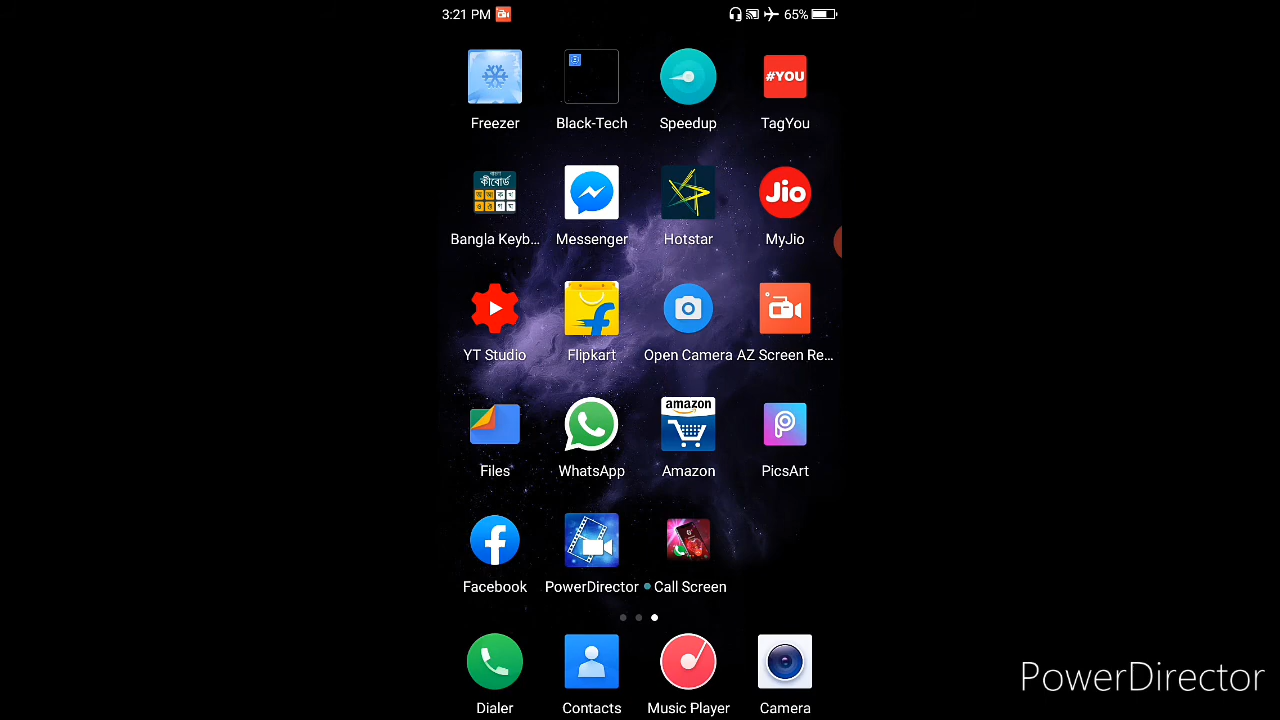 3:21 PM 65%
#YOU
Freezer Black-Tech Speedup TagYou
বাংলা
কীবোর্ড
Jio
Bangla Keyb... Messenger Hotstar MyJio
YT Studio Flipkart Open Camera AZ Screen Re...
amazon
Files WhatsApp Amazon PicsArt
Facebook PowerDirector Call Screen
Dialer Contacts Music Player Camera
PowerDirector